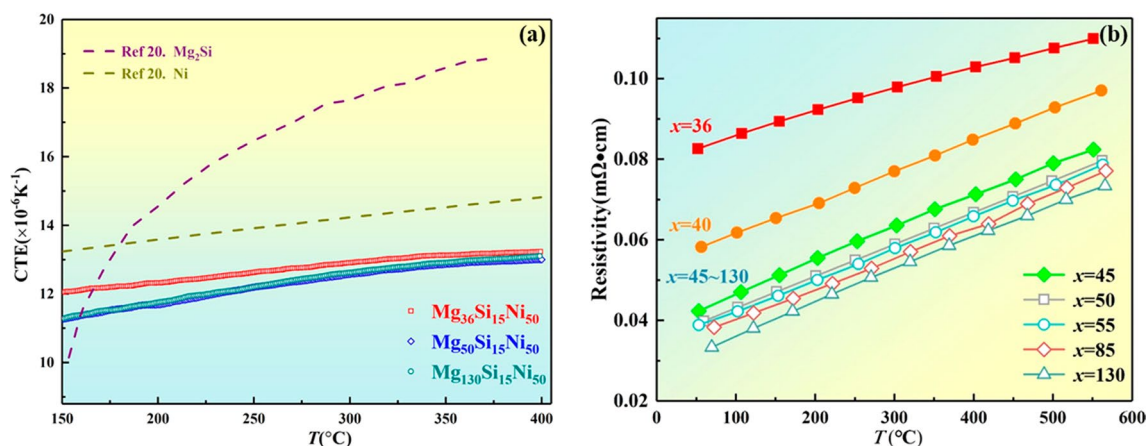 20
18
16
14
12
10
CTE(×10⁻⁶K⁻¹)
(a)
Ref 20. Mg₂Si
Ref 20. Ni
Mg₃₆Si₁₅Ni₅₀
Mg₅₀Si₁₅Ni₅₀
Mg₁₃₀Si₁₅Ni₅₀
150 200 250 300 350 400
T(°C)
(b)
0.10
0.08
0.06
0.04
0.02
Resistivity(mΩ•cm)
x=36
x=40
x=45~130
x=45
x=50
x=55
x=85
x=130
0 100 200 300 400 500 600
T (°C)